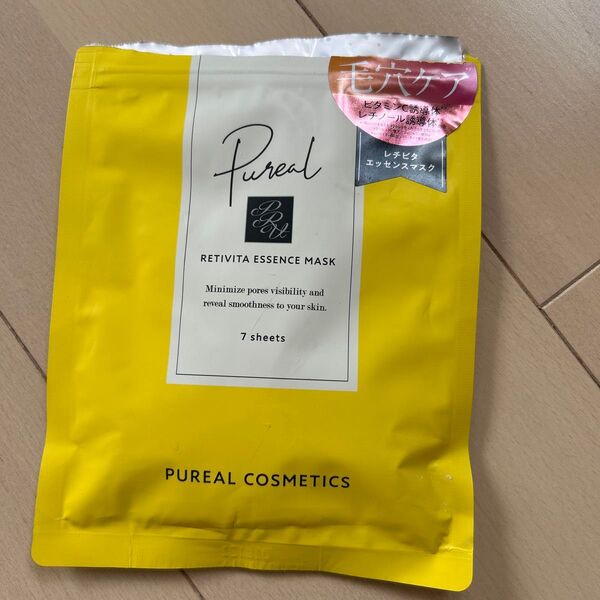 毛穴ケア
ビタミンC誘導体
レチノール誘導体
レチビタ
エッセンスマスク
Pureal
PRU
RETIVITA ESSENCE MASK
Minimize pores visibility and
reveal smoothness to your skin.
7 sheets
PUREAL COSMETICS